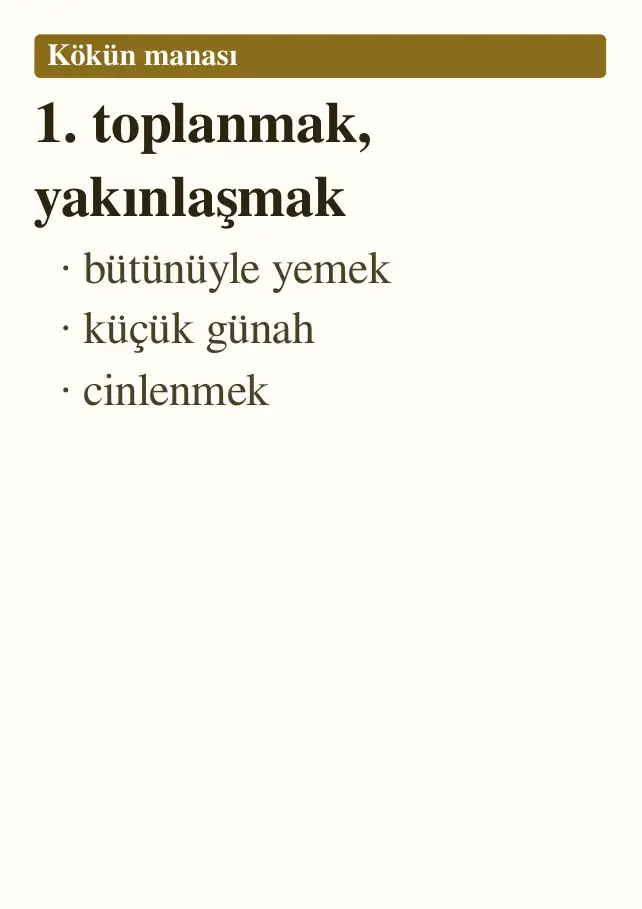 Kökün manası
1. toplanmak,
yakınlaşmak
· bütünüyle yemek
· küçük günah
· cinlenmek